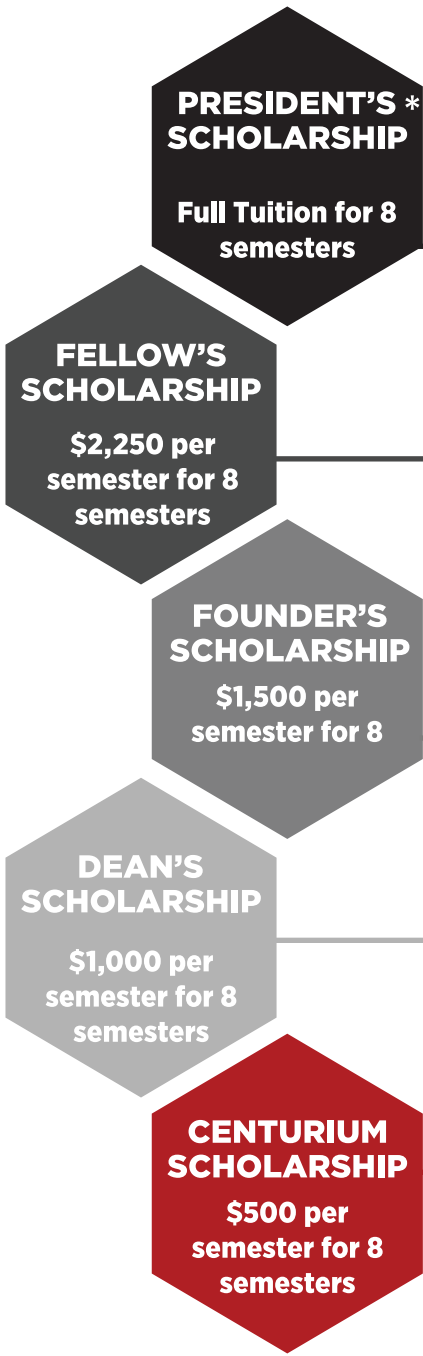 PRESIDENT’S *
SCHOLARSHIP
Full Tuition for 8
semesters
FELLOW’S
SCHOLARSHIP
$2,250 per
semester for 8
semesters
FOUNDER’S
SCHOLARSHIP
$1,500 per
semester for 8
DEAN’S
SCHOLARSHIP
$1,000 per
semester for 8
semesters
CENTURIUM
SCHOLARSHIP
$500 per
semester for 8
semesters